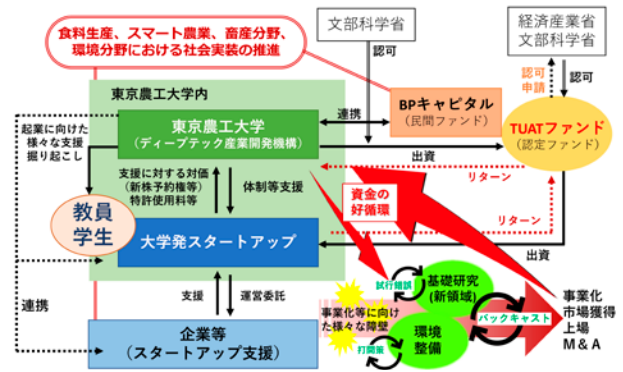 食料生産、スマート農業、畜産分野、
環境分野における社会実装の推進
文部科学省
経済産業省
文部科学省
認可
認可
申請
認可
東京農工大学内
東京農工大学
（ディープテック産業開発機構）
連携
BPキャピタル
（民間ファンド）
TUATファンド
（認定ファンド）
起業に向けた
様々な支援
掘り起こし
出資
リターン
支援に対する対価
（新株予約権等）
特許使用料等
体制等支援
資金の
好循環
リターン
教員
学生
大学発スタートアップ
出資
連携
支援
運営委託
企業等
（スタートアップ支援）
事業化等に向け
た様々な障壁
試行錯誤
基礎研究
(新領域)
環境
整備
打開策
バックキャスト
事業化
市場獲得
上場
M＆A